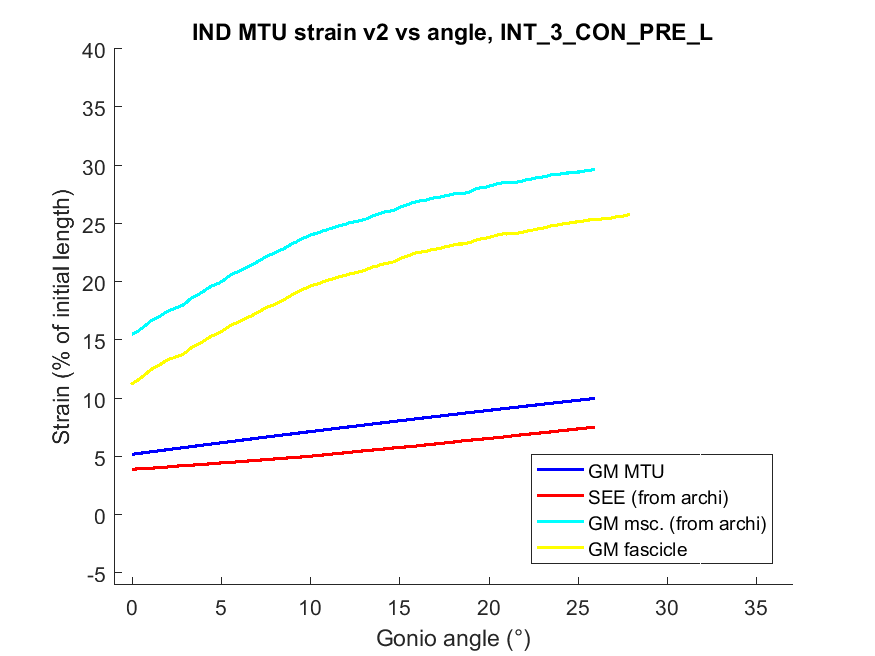 IND MTU strain v2 vs angle, INT_3_CON_PRE_L
Strain (% of initial length)
40
35
30
25
20
15
10
5
0
-5
GM MTU
SEE (from archi)
GM msc. (from archi)
GM fascicle
0 5 10 15 20 25 30 35
Gonio angle (°)